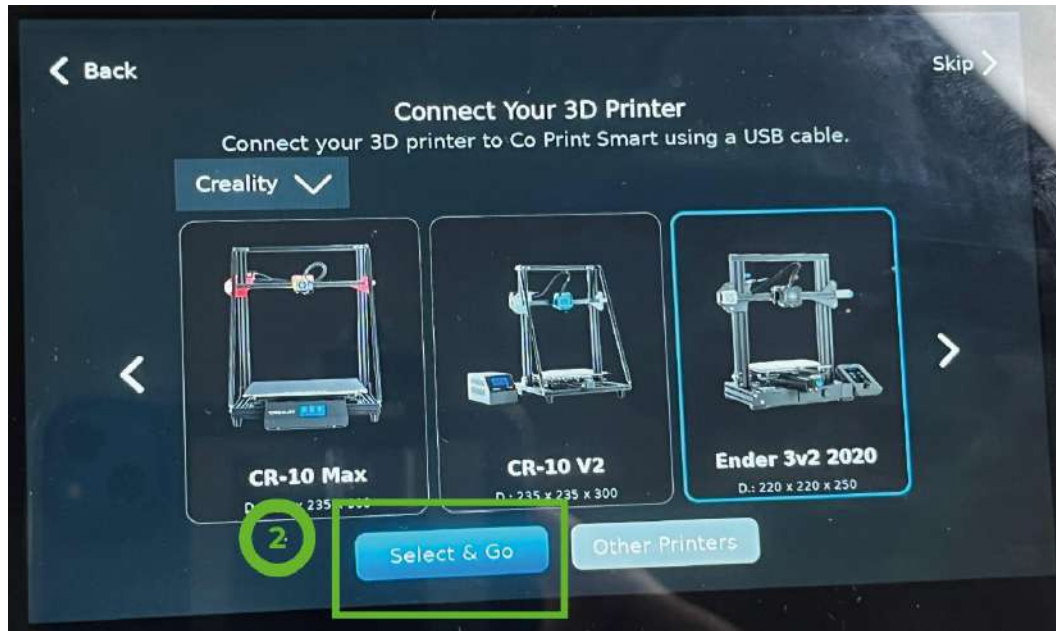 Back
Skip
Connect Your 3D Printer
Connect your 3D printer to Co Print Smart using a USB cable.
Creality
CR-10 Max
CR-10 V2
D.: 235 x 235 x 300
Ender 3v2 2020
D.: 220 x 220 x 250
2
Select & Go
Other Printers